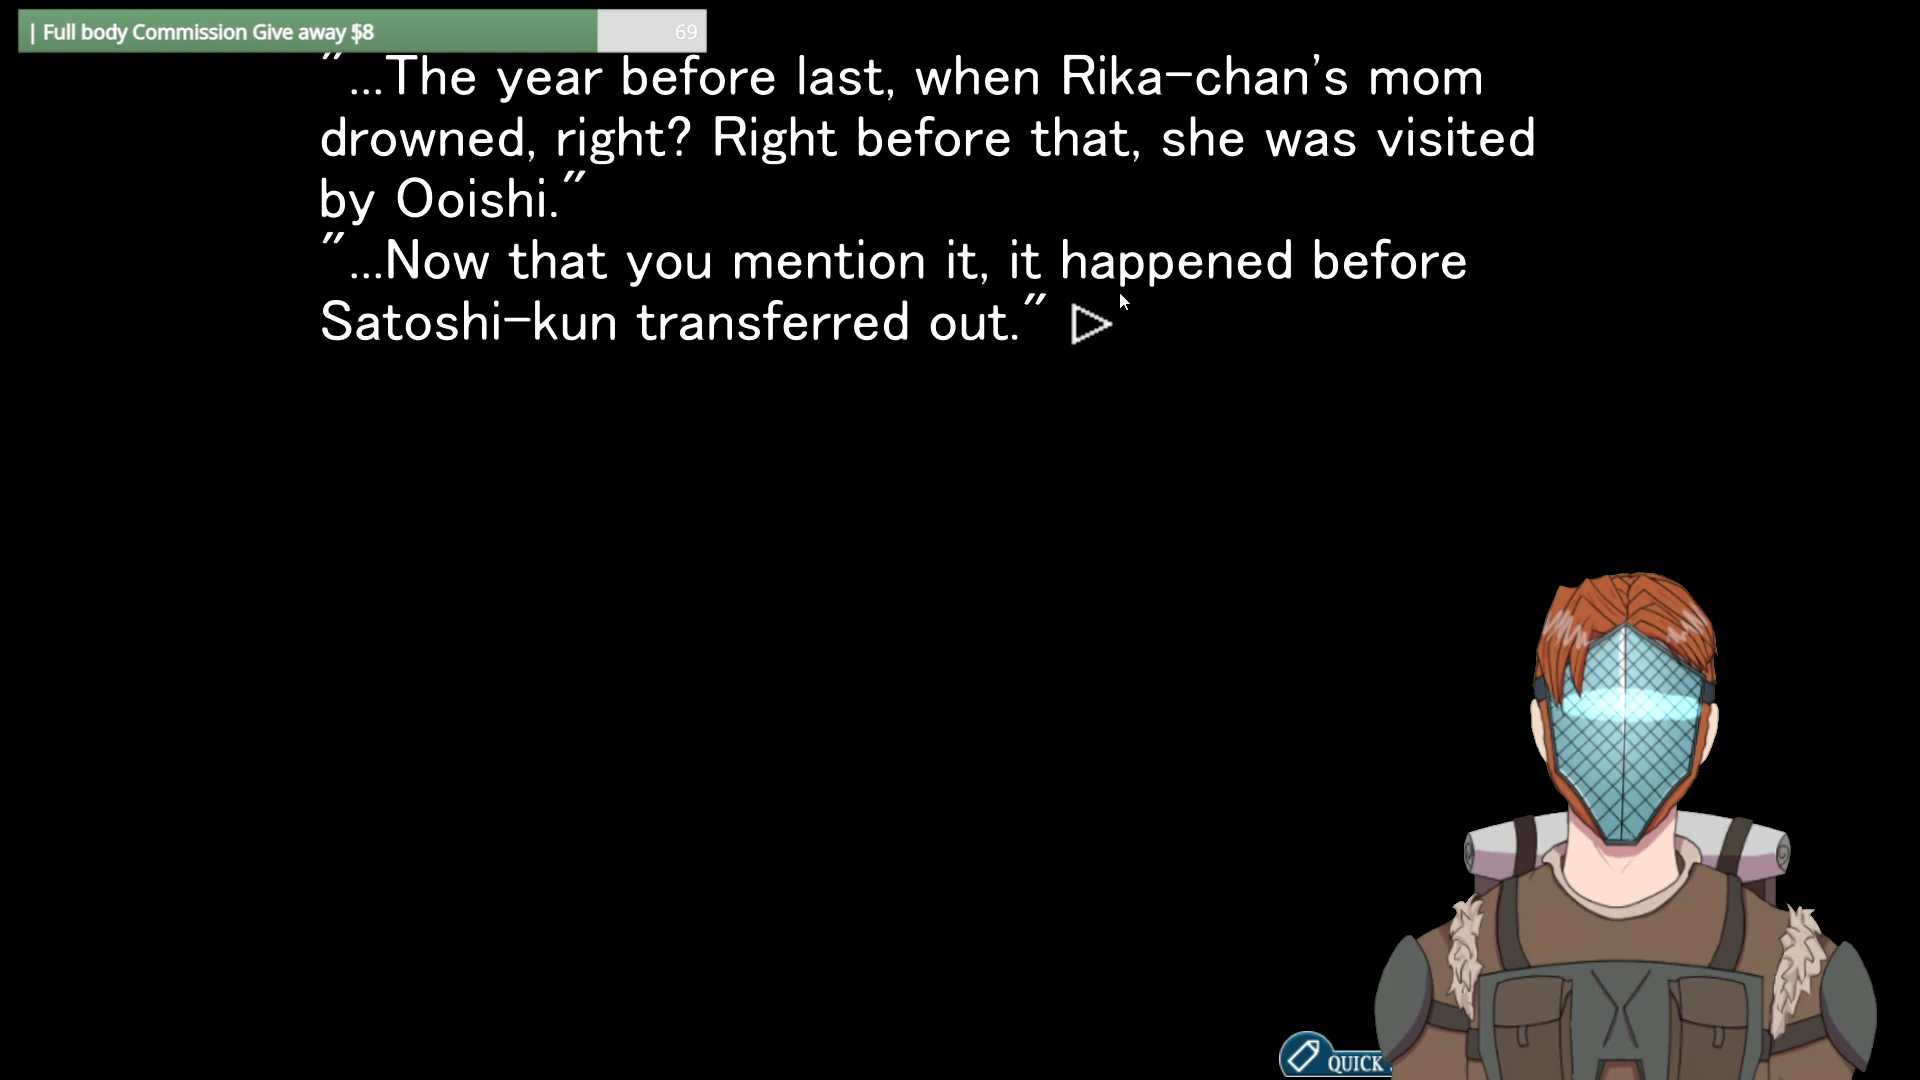 | Full body Commission Give away $8
69
"...The year before last, when Rika-chan's mom
drowned, right? Right before that, she was visited
by Ooishi."
"...Now that you mention it, it happened before
Satoshi-kun transferred out."
QUICK